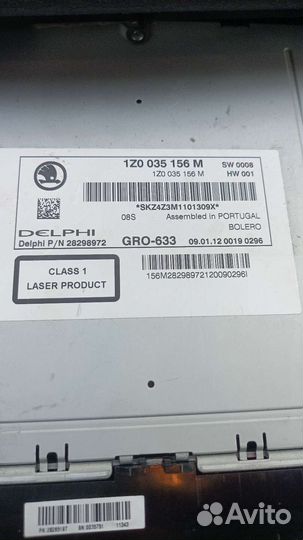 1Z0 035 156 M SW 0008
1Z0 035 156 M HW 001
*SKZ4Z3M1101309X*
08S Assembled in PORTUGAL
DELPHI BOLERO
Delphi P/N 28298972 GRO-633 09.01.12 0019 0296
CLASS 1
LASER PRODUCT
156M28298972120090296I
11343
Avito